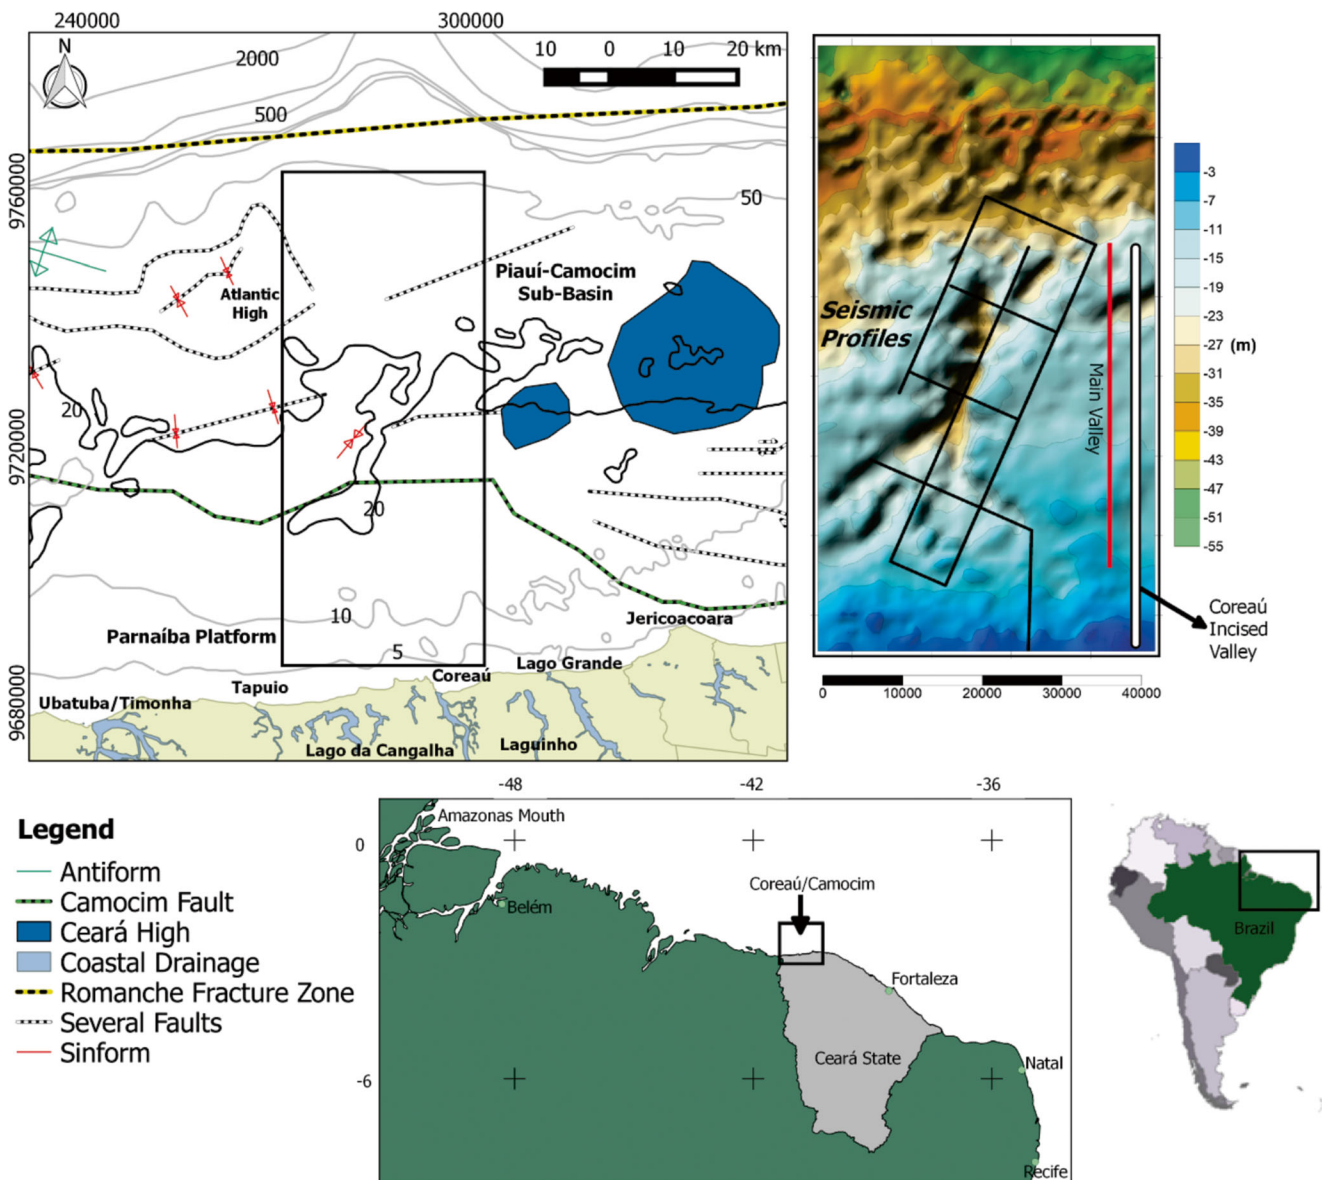 240000
300000
N
10 0 10 20 km
2000
500
9760000
50
Piauí-Camocim
Sub-Basin
Atlantic
High
20
9720000
20
10
Jericoacoara
Parnaíba Platform
5
Lago Grande
Coreaú
Tapuio
9680000
Ubatuba/Timonha
Lago da Cangalha
Laguinho
Seismic
Profiles
Main Valley
-3
-7
-11
-15
-19
-23
-27
(m)
-31
-35
-39
-43
-47
-51
-55
Coreaú
Incised
Valley
0 10000 20000 30000 40000
Legend
Antiform
Camocim Fault
Ceará High
Coastal Drainage
Romanche Fracture Zone
Several Faults
Sinform
-48
-42
-36
0
-6
Amazonas Mouth
Belém
Coreaú/Camocim
Fortaleza
Ceará State
Natal
Recife
Brazil